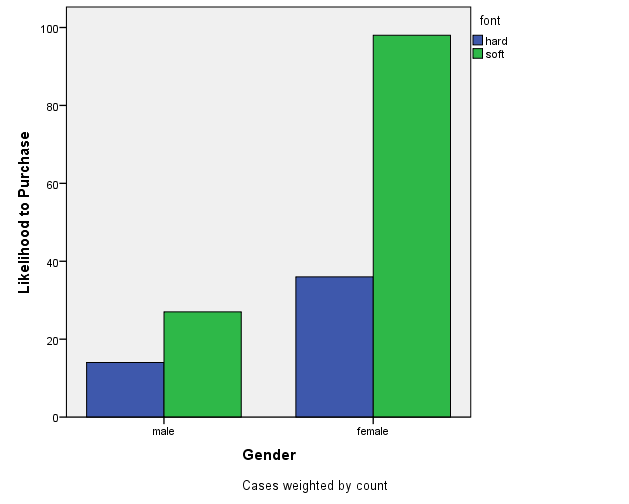 font
hard
soft
Likelihood to Purchase
100
80
60
40
20
0
male female
Gender
Cases weighted by count